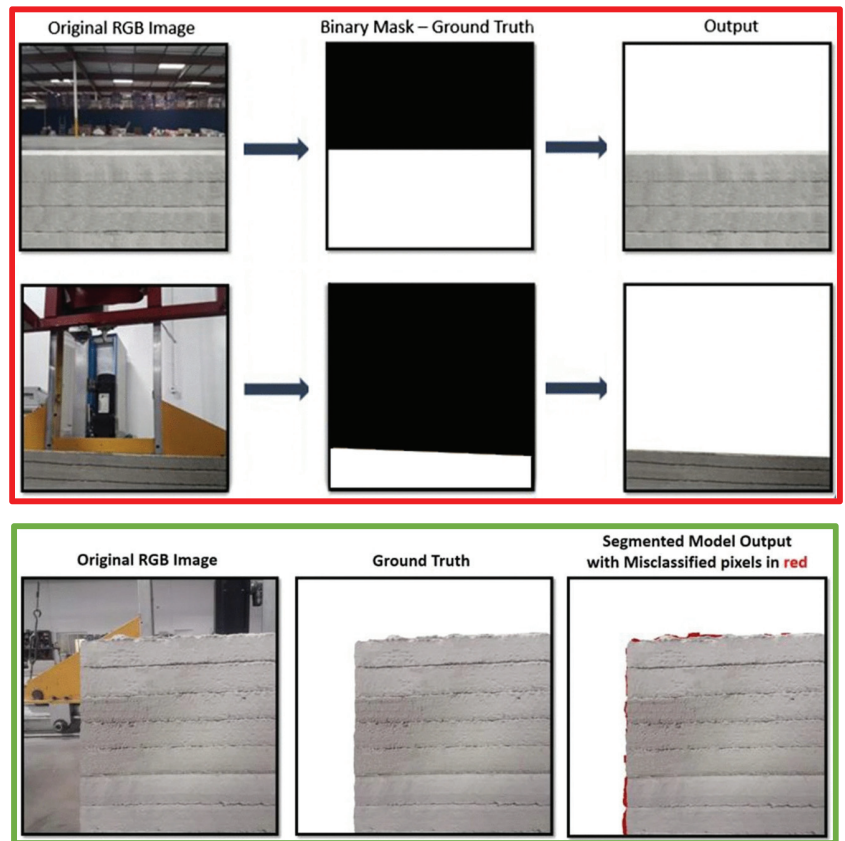 Original RGB Image
Binary Mask – Ground Truth
Output
Original RGB Image
Ground Truth
Segmented Model Output
with Misclassified pixels in red